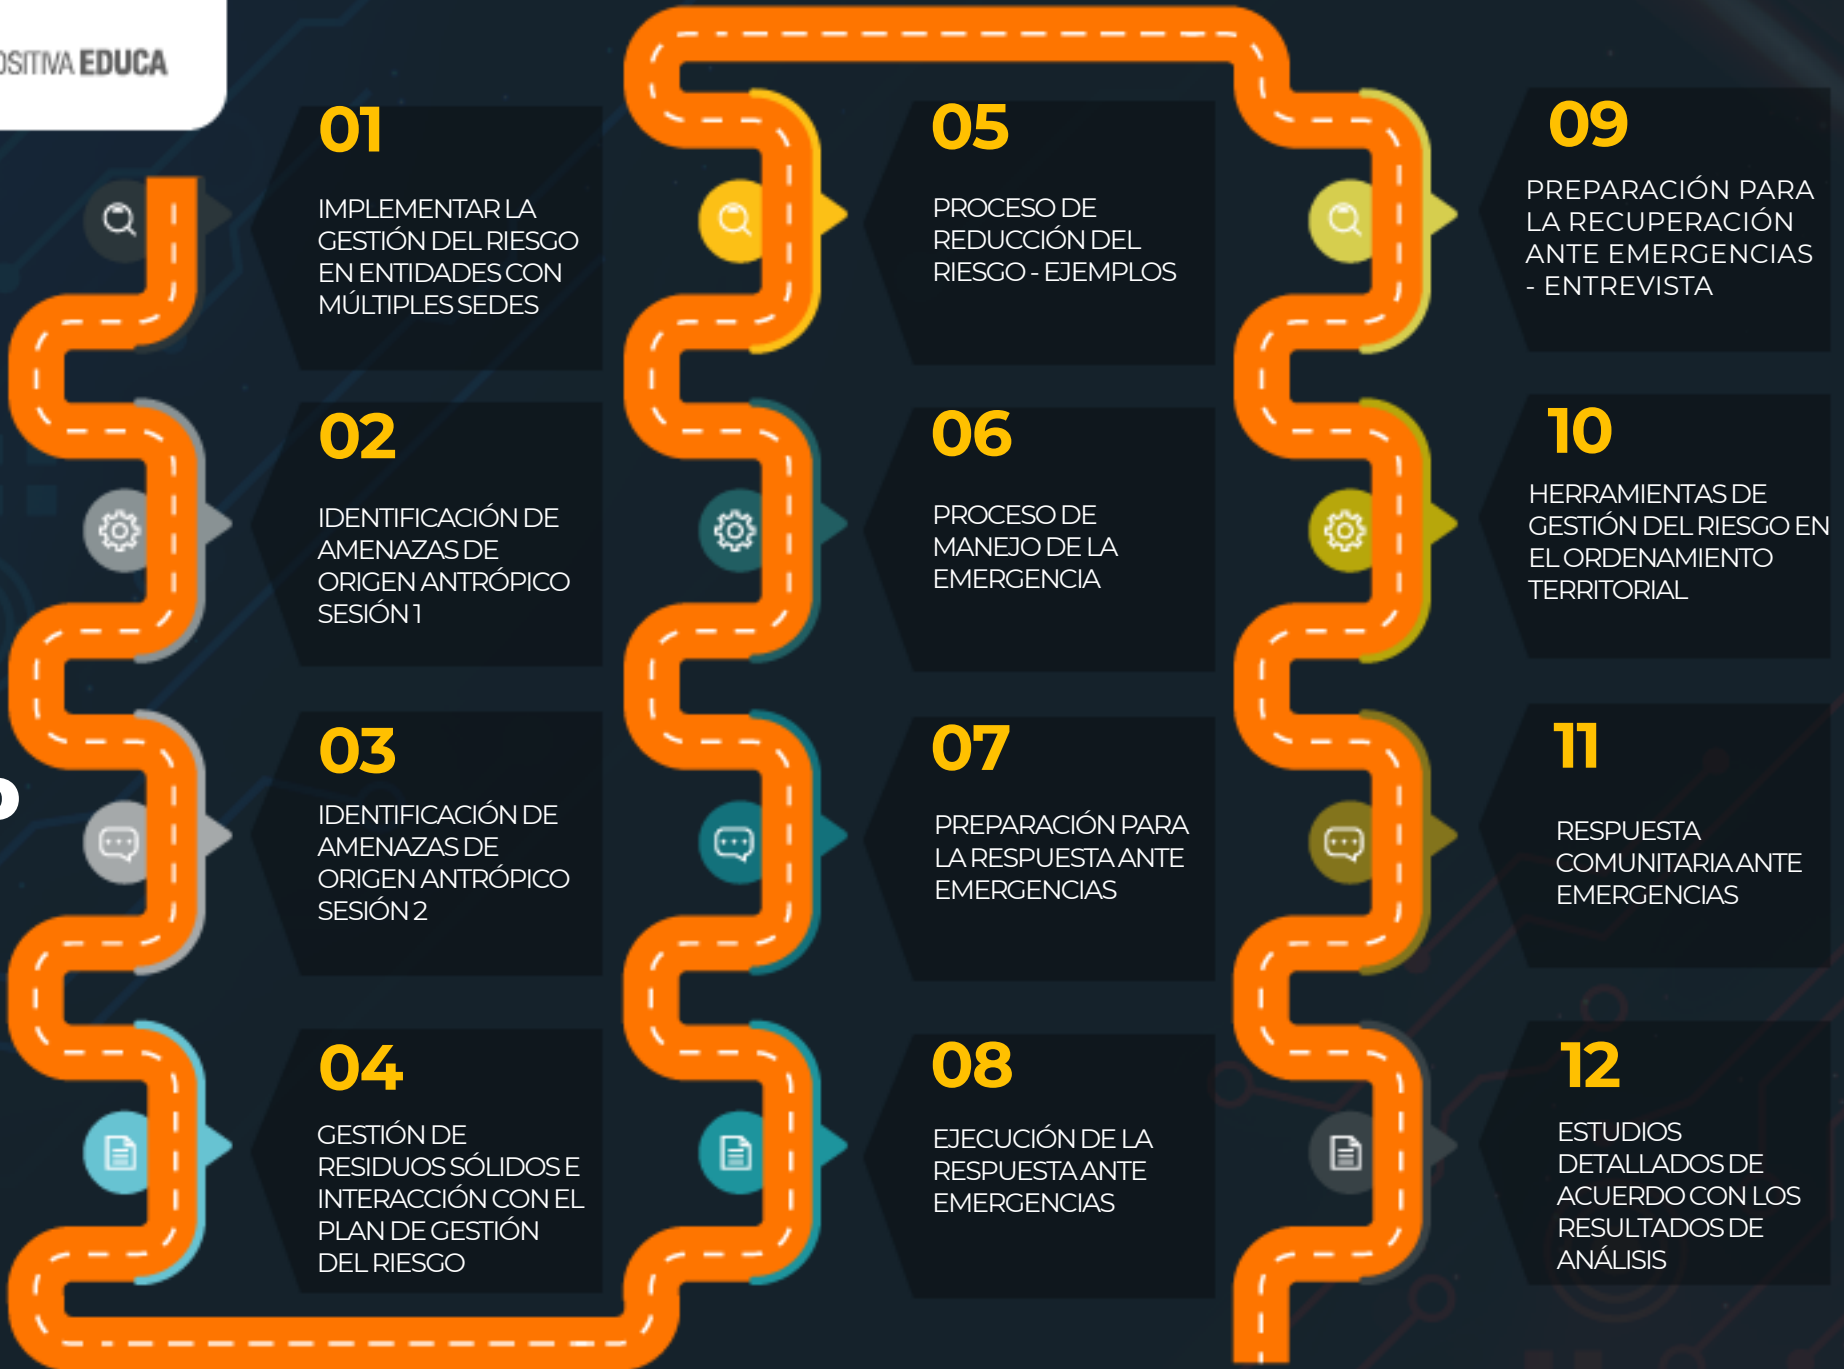 EDUCA
01
IMPLEMENTAR LA
GESTIÓN DEL RIESGO
EN ENTIDADES CON
MÚLTIPLES SEDES
02
IDENTIFICACIÓN DE
AMENAZAS DE
ORIGEN ANTRÓPICO
SESIÓN 1
03
IDENTIFICACIÓN DE
AMENAZAS DE
ORIGEN ANTRÓPICO
SESIÓN 2
04
GESTIÓN DE
RESIDUOS SÓLIDOS E
INTERACCIÓN CON EL
PLAN DE GESTIÓN
DEL RIESGO
05
PROCESO DE
REDUCCIÓN DEL
RIESGO - EJEMPLOS
06
PROCESO DE
MANEJO DE LA
EMERGENCIA
07
PREPARACIÓN PARA
LA RESPUESTA ANTE
EMERGENCIAS
08
EJECUCIÓN DE LA
RESPUESTA ANTE
EMERGENCIAS
09
PREPARACIÓN PARA
LA RECUPERACIÓN
ANTE EMERGENCIAS
- ENTREVISTA
10
HERRAMIENTAS DE
GESTIÓN DEL RIESGO EN
EL ORDENAMIENTO
TERRITORIAL
11
RESPUESTA
COMUNITARIA ANTE
EMERGENCIAS
12
ESTUDIOS
DETALLADOS DE
ACUERDO CON LOS
RESULTADOS DE
ANÁLISIS